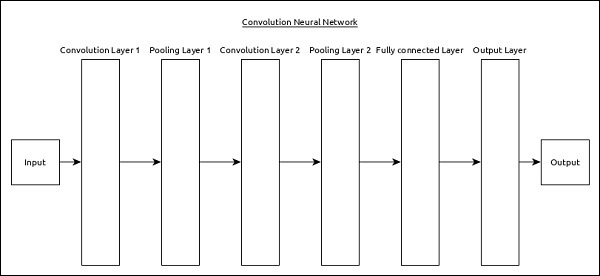 Convolution Neural Network
Convolution Layer 1
Pooling Layer 1
Convolution Layer 2
Pooling Layer 2
Fully connected Layer
Output Layer
Input
Output